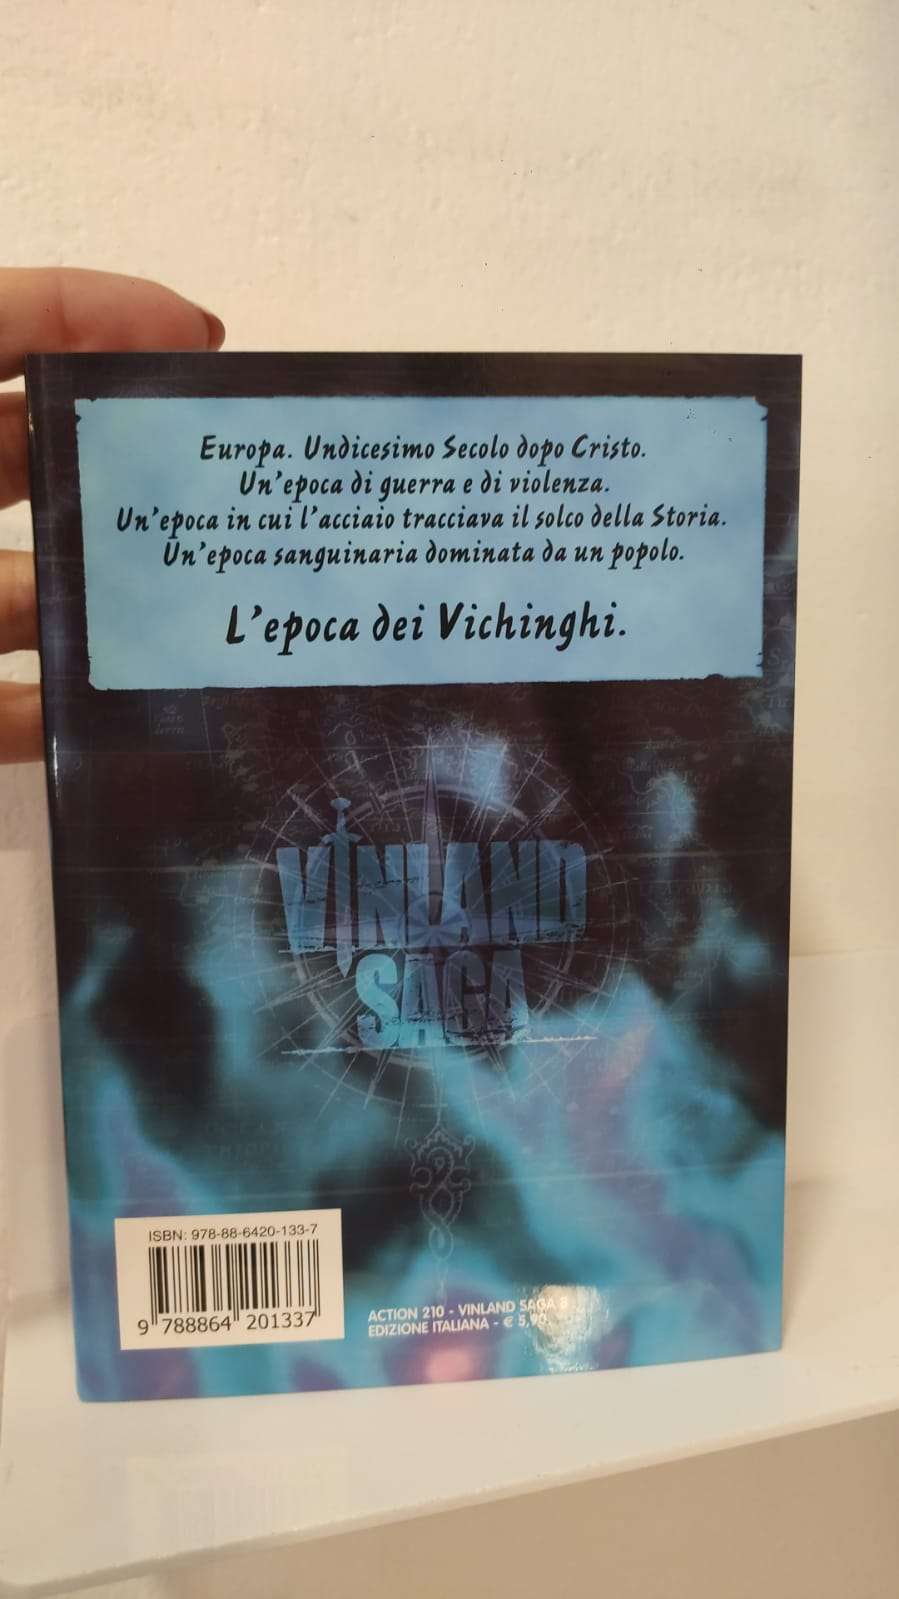 Europa. Undicesimo Secolo dopo Cristo.
Un'epoca di guerra e di violenza.
Un'epoca in cui l'acciaio tracciava il solco della Storia.
Un'epoca sanguinaria dominata da un popolo.
L'epoca dei Vichinghi.
VINLAND
SAGA
ISBN: 978-88-6420-133-7
9 788864 201337
ACTION 210 - VINLAND SAGA 8
EDIZIONE ITALIANA - € 5,90